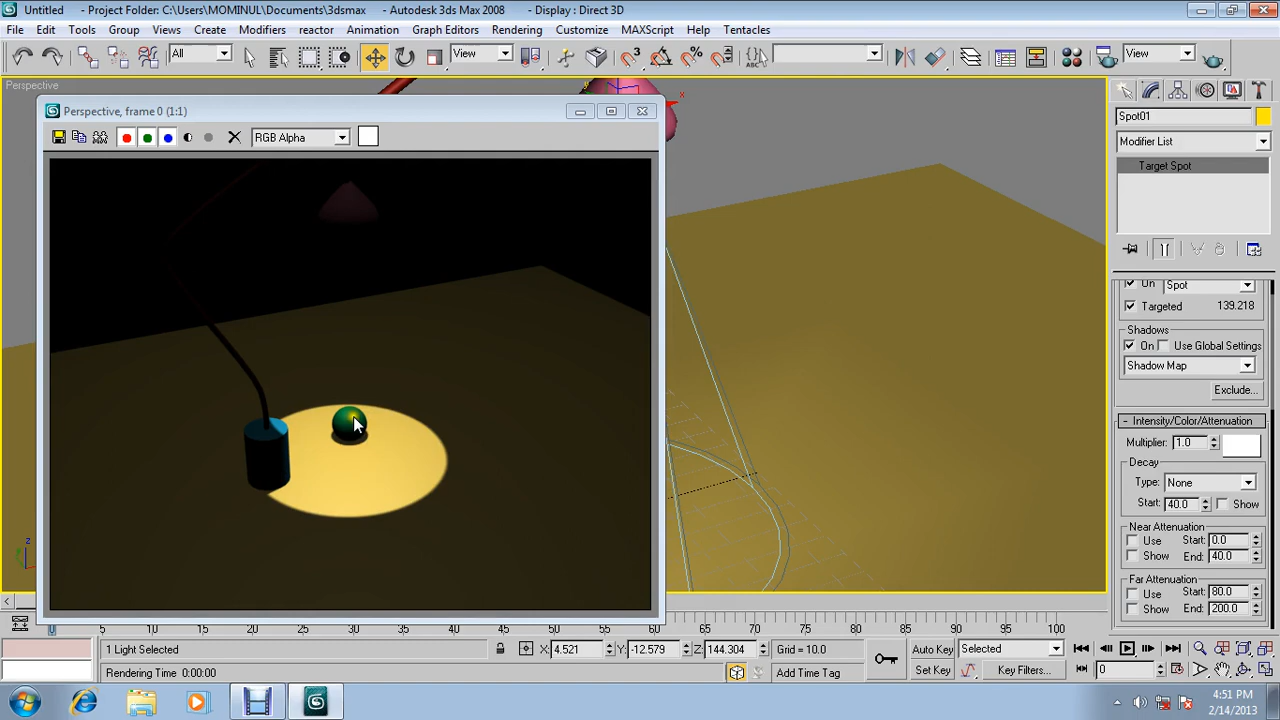 Untitled - Project Folder: C:\Users\MOMINUL\Documents\3dsmax - Autodesk 3ds Max 2008 - Display : Direct 3D
File Edit Tools Group Views Create Modifiers reactor Animation Graph Editors Rendering Customize MAXScript Help Tentacles
All View 3 View
Perspective
Perspective, frame 0 (1:1)
RGB Alpha
Spot01
Modifier List
Target Spot
On Spot
Targeted 139.218
Shadows
On Use Global Settings
Shadow Map
Exclude...
- Intensity/Color/Attenuation
Multiplier: 1.0
Decay
Type: None
Start: 40.0 Show
Near Attenuation
Use Start: 0.0
Show End: 40.0
Far Attenuation
Use Start: 80.0
Show End: 200.0
x
z
0 5 10 15 20 25 30 35 40 45 50 55 60 65 70 75 80 85 90 95 100
1 Light Selected X: 4.521 Y: -12.579 Z: 144.304 Grid = 10.0 Auto Key Selected
Rendering Time 0:00:00 Add Time Tag Set Key Key Filters... 0
4:51 PM
2/14/2013